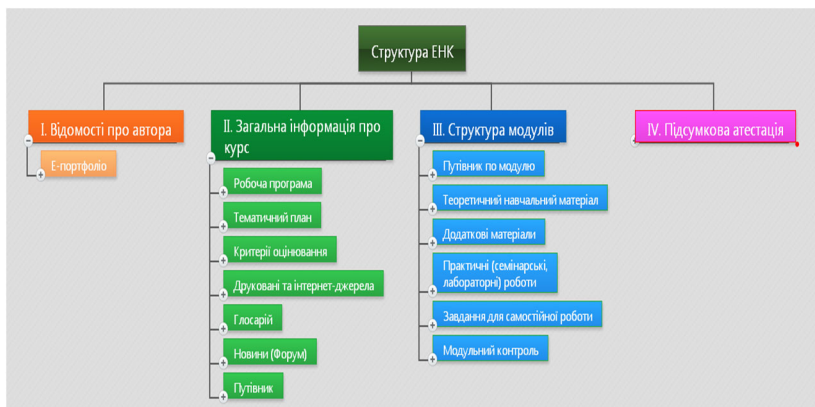 Структура ЕНК
І. Відомості про автора
Е-портфоліо
ІІ. Загальна інформація про
курс
Робоча програма
Тематичний план
Критерії оцінювання
Друковані та інтернет-джерела
Глосарій
Новини (Форум)
Путівник
ІІІ. Структура модулів
Путівник по модулю
Теоретичний навчальний матеріал
Додаткові матеріали
Практичні (семінарські,
лабораторні) роботи
Завдання для самостійної роботи
Модульний контроль
IV. Підсумкова атестація